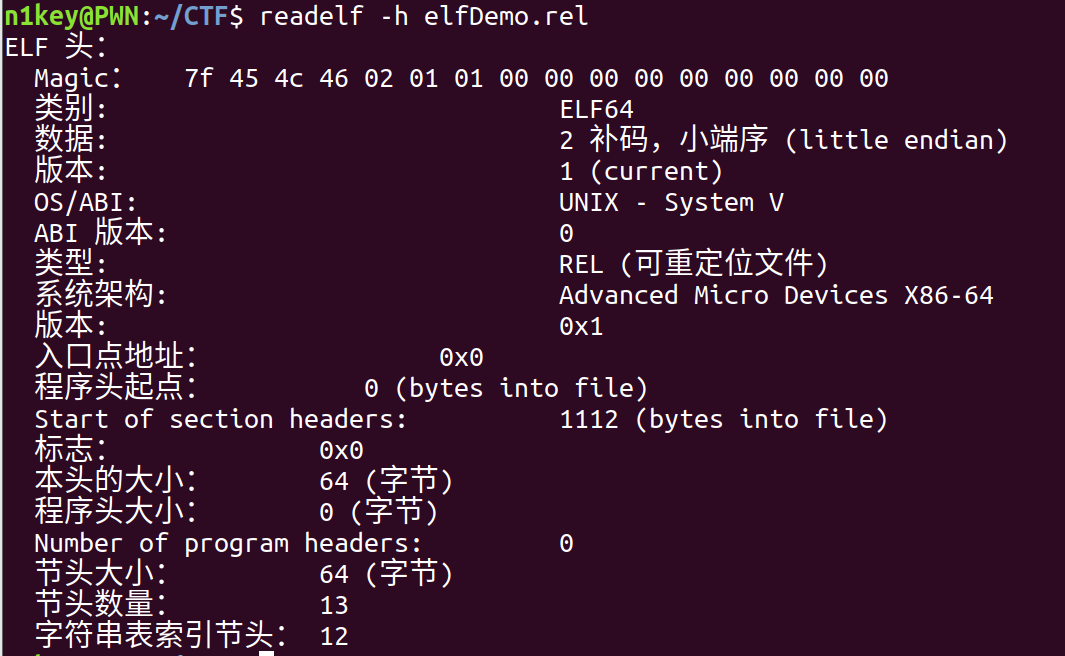 n1key@PWN:~/CTF$ readelf -h elfDemo.rel
ELF 头：
  Magic：   7f 45 4c 46 02 01 01 00 00 00 00 00 00 00 00 00
  类别:                              ELF64
  数据:                              2 补码，小端序 (little endian)
  版本:                              1 (current)
  OS/ABI:                            UNIX - System V
  ABI 版本:                          0
  类型:                              REL (可重定位文件)
  系统架构:                          Advanced Micro Devices X86-64
  版本:                              0x1
  入口点地址：               0x0
  程序头起点：          0 (bytes into file)
  Start of section headers:          1112 (bytes into file)
  标志：             0x0
  本头的大小：       64 (字节)
  程序头大小：       0 (字节)
  Number of program headers:         0
  节头大小：         64 (字节)
  节头数量：         13
  字符串表索引节头： 12